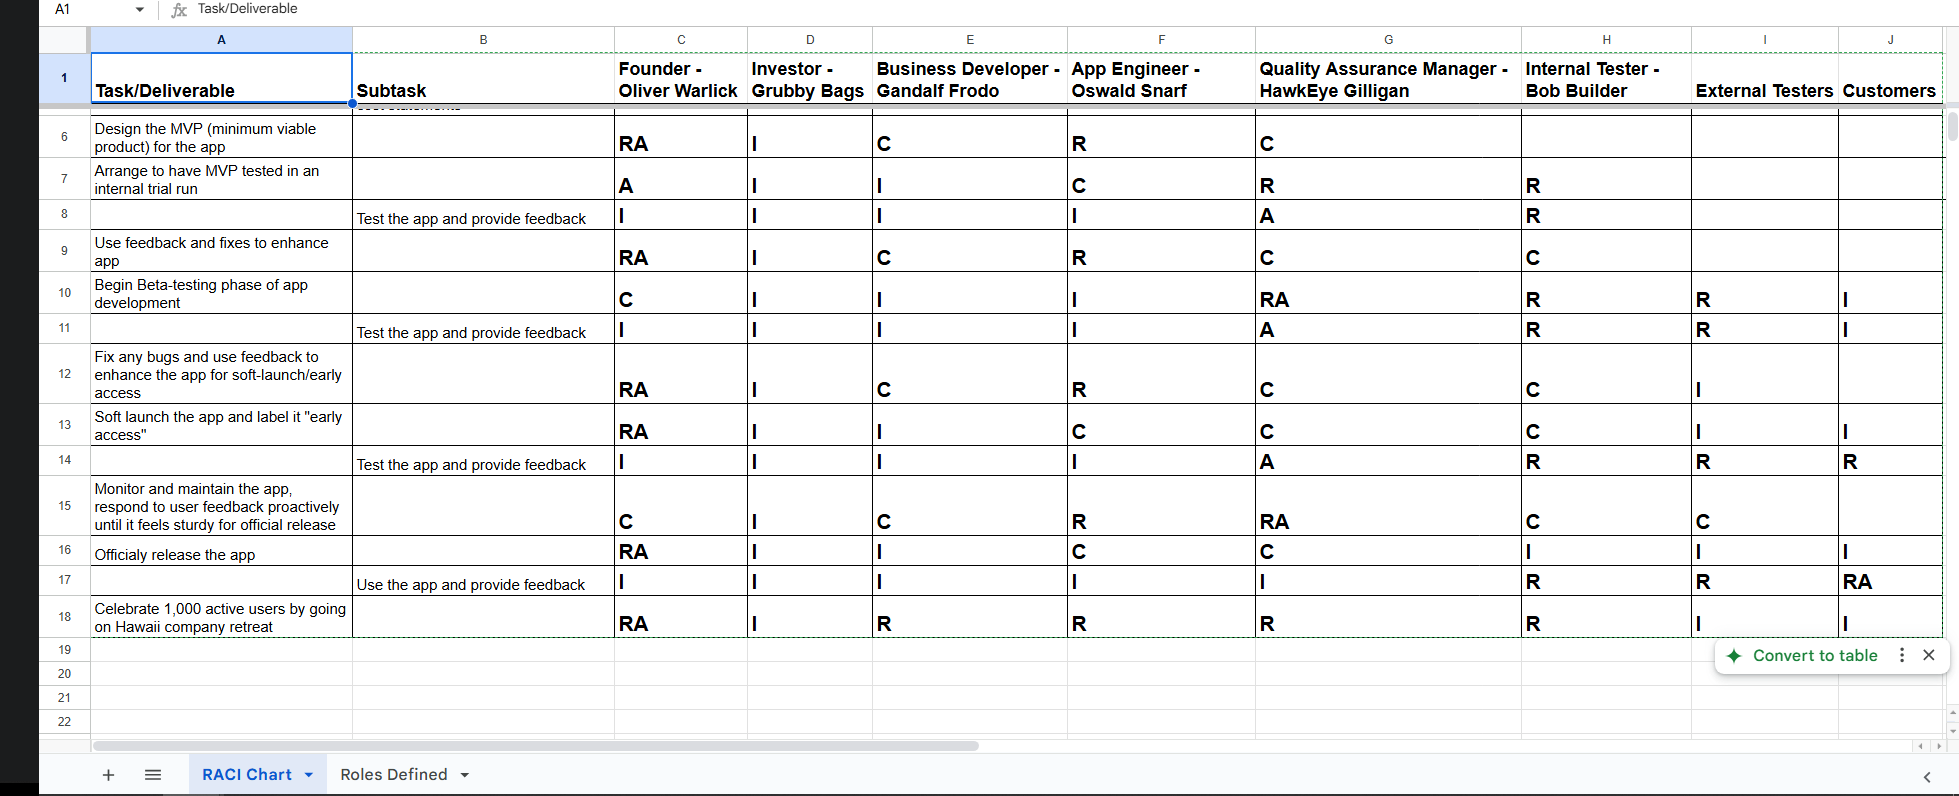 A1 fx Task/Deliverable
A B C D E F G H I J
1 Task/Deliverable Subtask Founder - Oliver Warlick Investor - Grubby Bags Business Developer - Gandalf Frodo App Engineer - Oswald Snarf Quality Assurance Manager - HawkEye Gilligan Internal Tester - Bob Builder External Testers Customers
6 Design the MVP (minimum viable product) for the app RA I C R C
7 Arrange to have MVP tested in an internal trial run A I I C R R
8 Test the app and provide feedback I I I I A R
9 Use feedback and fixes to enhance app RA I C R C C
10 Begin Beta-testing phase of app development C I I I RA R R I
11 Test the app and provide feedback I I I I A R R I
12 Fix any bugs and use feedback to enhance the app for soft-launch/early access RA I C R C C I
13 Soft launch the app and label it "early access" RA I I C C C I I
14 Test the app and provide feedback I I I I A R R R
15 Monitor and maintain the app, respond to user feedback proactively until it feels sturdy for official release C I C R RA C C
16 Officialy release the app RA I I C C I I I
17 Use the app and provide feedback I I I I I R R RA
18 Celebrate 1,000 active users by going on Hawaii company retreat RA I R R R R I I
19
20
21
22
Convert to table
RACI Chart Roles Defined